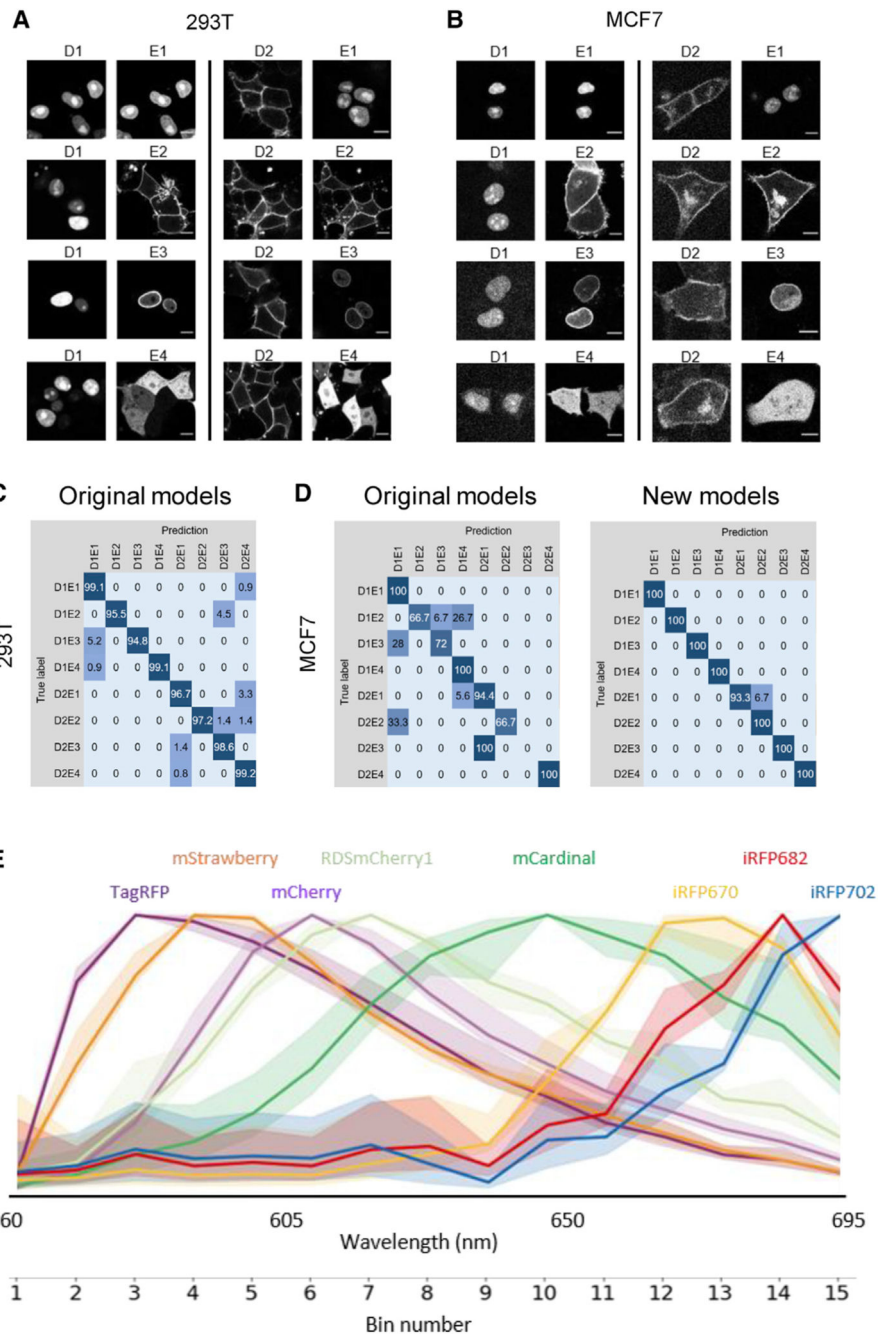 A 293T
B MCF7
D1 E1 D2 E1
D1 E1 D2 E1
D1 E2 D2 E2
D1 E2 D2 E2
D1 E3 D2 E3
D1 E3 D2 E3
D1 E4 D2 E4
D1 E4 D2 E4
C Original models
293T
Prediction
D1E1 D1E2 D1E3 D1E4 D2E1 D2E2 D2E3 D2E4
True label
D1E1 99.1 0 0 0 0 0 0 0.9
D1E2 0 95.5 0 0 0 0 4.5 0
D1E3 5.2 0 94.8 0 0 0 0 0
D1E4 0.9 0 0 99.1 0 0 0 0
D2E1 0 0 0 0 96.7 0 0 3.3
D2E2 0 0 0 0 0 97.2 1.4 1.4
D2E3 0 0 0 0 1.4 0 98.6 0
D2E4 0 0 0 0 0.8 0 0 99.2
D Original models
MCF7
Prediction
D1E1 D1E2 D1E3 D1E4 D2E1 D2E2 D2E3 D2E4
True label
D1E1 100 0 0 0 0 0 0 0
D1E2 0 66.7 6.7 26.7 0 0 0 0
D1E3 28 0 72 0 0 0 0 0
D1E4 0 0 0 100 0 0 0 0
D2E1 0 0 0 5.6 94.4 0 0 0
D2E2 33.3 0 0 0 0 66.7 0 0
D2E3 0 0 0 0 100 0 0 0
D2E4 0 0 0 0 0 0 0 100
New models
Prediction
D1E1 D1E2 D1E3 D1E4 D2E1 D2E2 D2E3 D2E4
True label
D1E1 100 0 0 0 0 0 0 0
D1E2 0 100 0 0 0 0 0 0
D1E3 0 0 100 0 0 0 0 0
D1E4 0 0 0 100 0 0 0 0
D2E1 0 0 0 0 93.3 6.7 0 0
D2E2 0 0 0 0 0 100 0 0
D2E3 0 0 0 0 0 0 100 0
D2E4 0 0 0 0 0 0 0 100
E
mStrawberry RDSmCherry1 mCardinal iRFP682
TagRFP mCherry iRFP670 iRFP702
60 605 650 695
Wavelength (nm)
1 2 3 4 5 6 7 8 9 10 11 12 13 14 15
Bin number